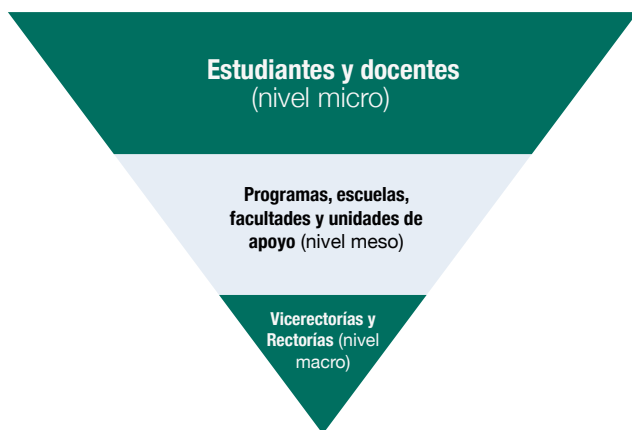 Estudiantes y docentes
(nivel micro)
Programas, escuelas,
facultades y unidades de
apoyo (nivel meso)
Vicerectorías y
Rectorías (nivel
macro)